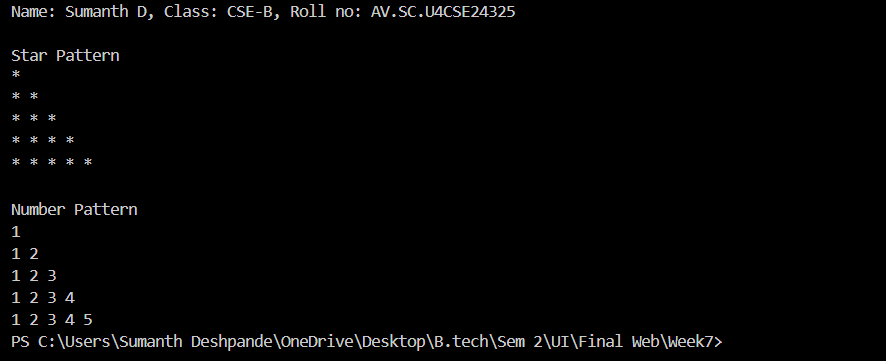 Name: Sumanth D, Class: CSE-B, Roll no: AV.SC.U4CSE24325
Star Pattern
*
* *
* * *
* * * *
* * * * *
Number Pattern
1
1 2
1 2 3
1 2 3 4
1 2 3 4 5
PS C:\Users\Sumanth Deshpande\OneDrive\Desktop\B.tech\Sem 2\UI\Final Web\Week7>